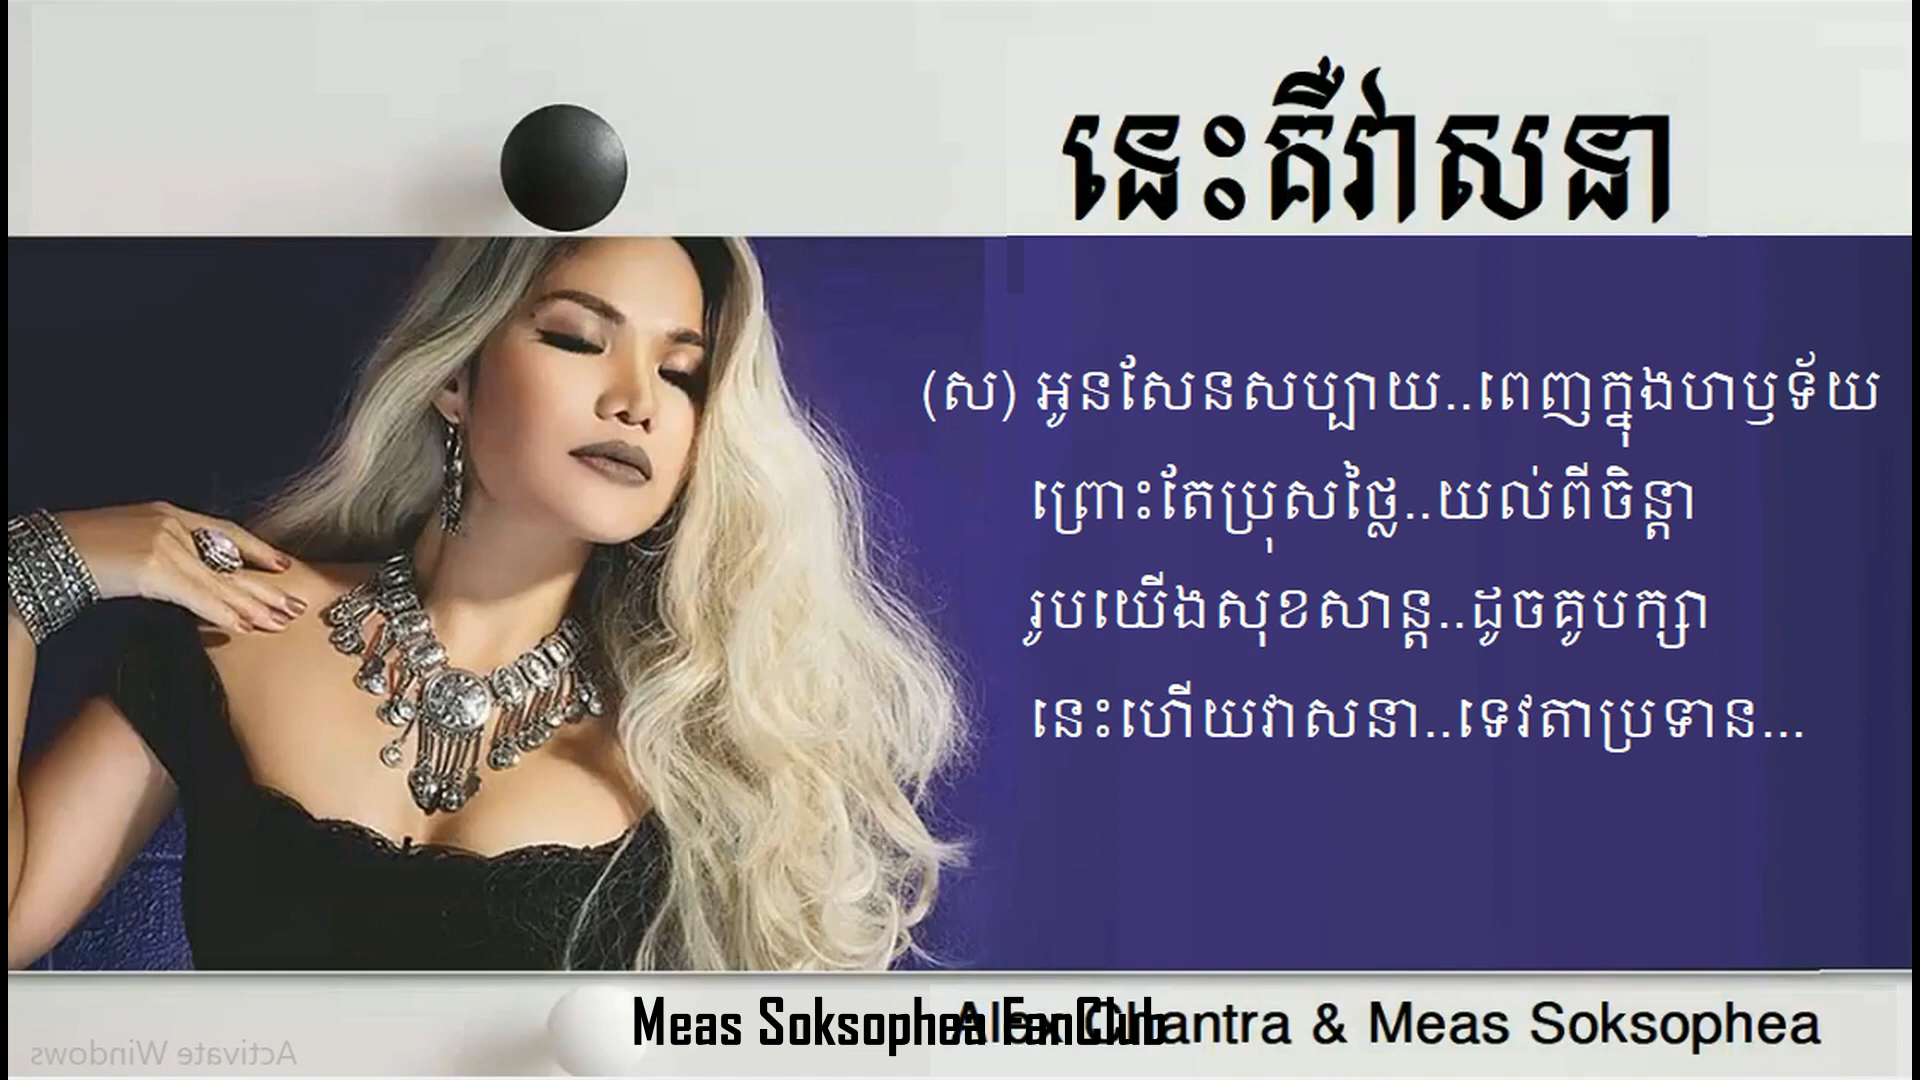 នេះគឺវាសនា
(ស) អូនសែនសប្បាយ..ពេញក្នុងហឫទ័យ
ព្រោះតែប្រុសថ្លៃ..យល់ពីចិន្តា
រូបយើងសុខសាន្ត..ដូចគូបក្សា
នេះហើយវាសនា..ទេវតាប្រទាន...
Meas Soksophea FanClub
Alex Chantra & Meas Soksophea
Activate Windows